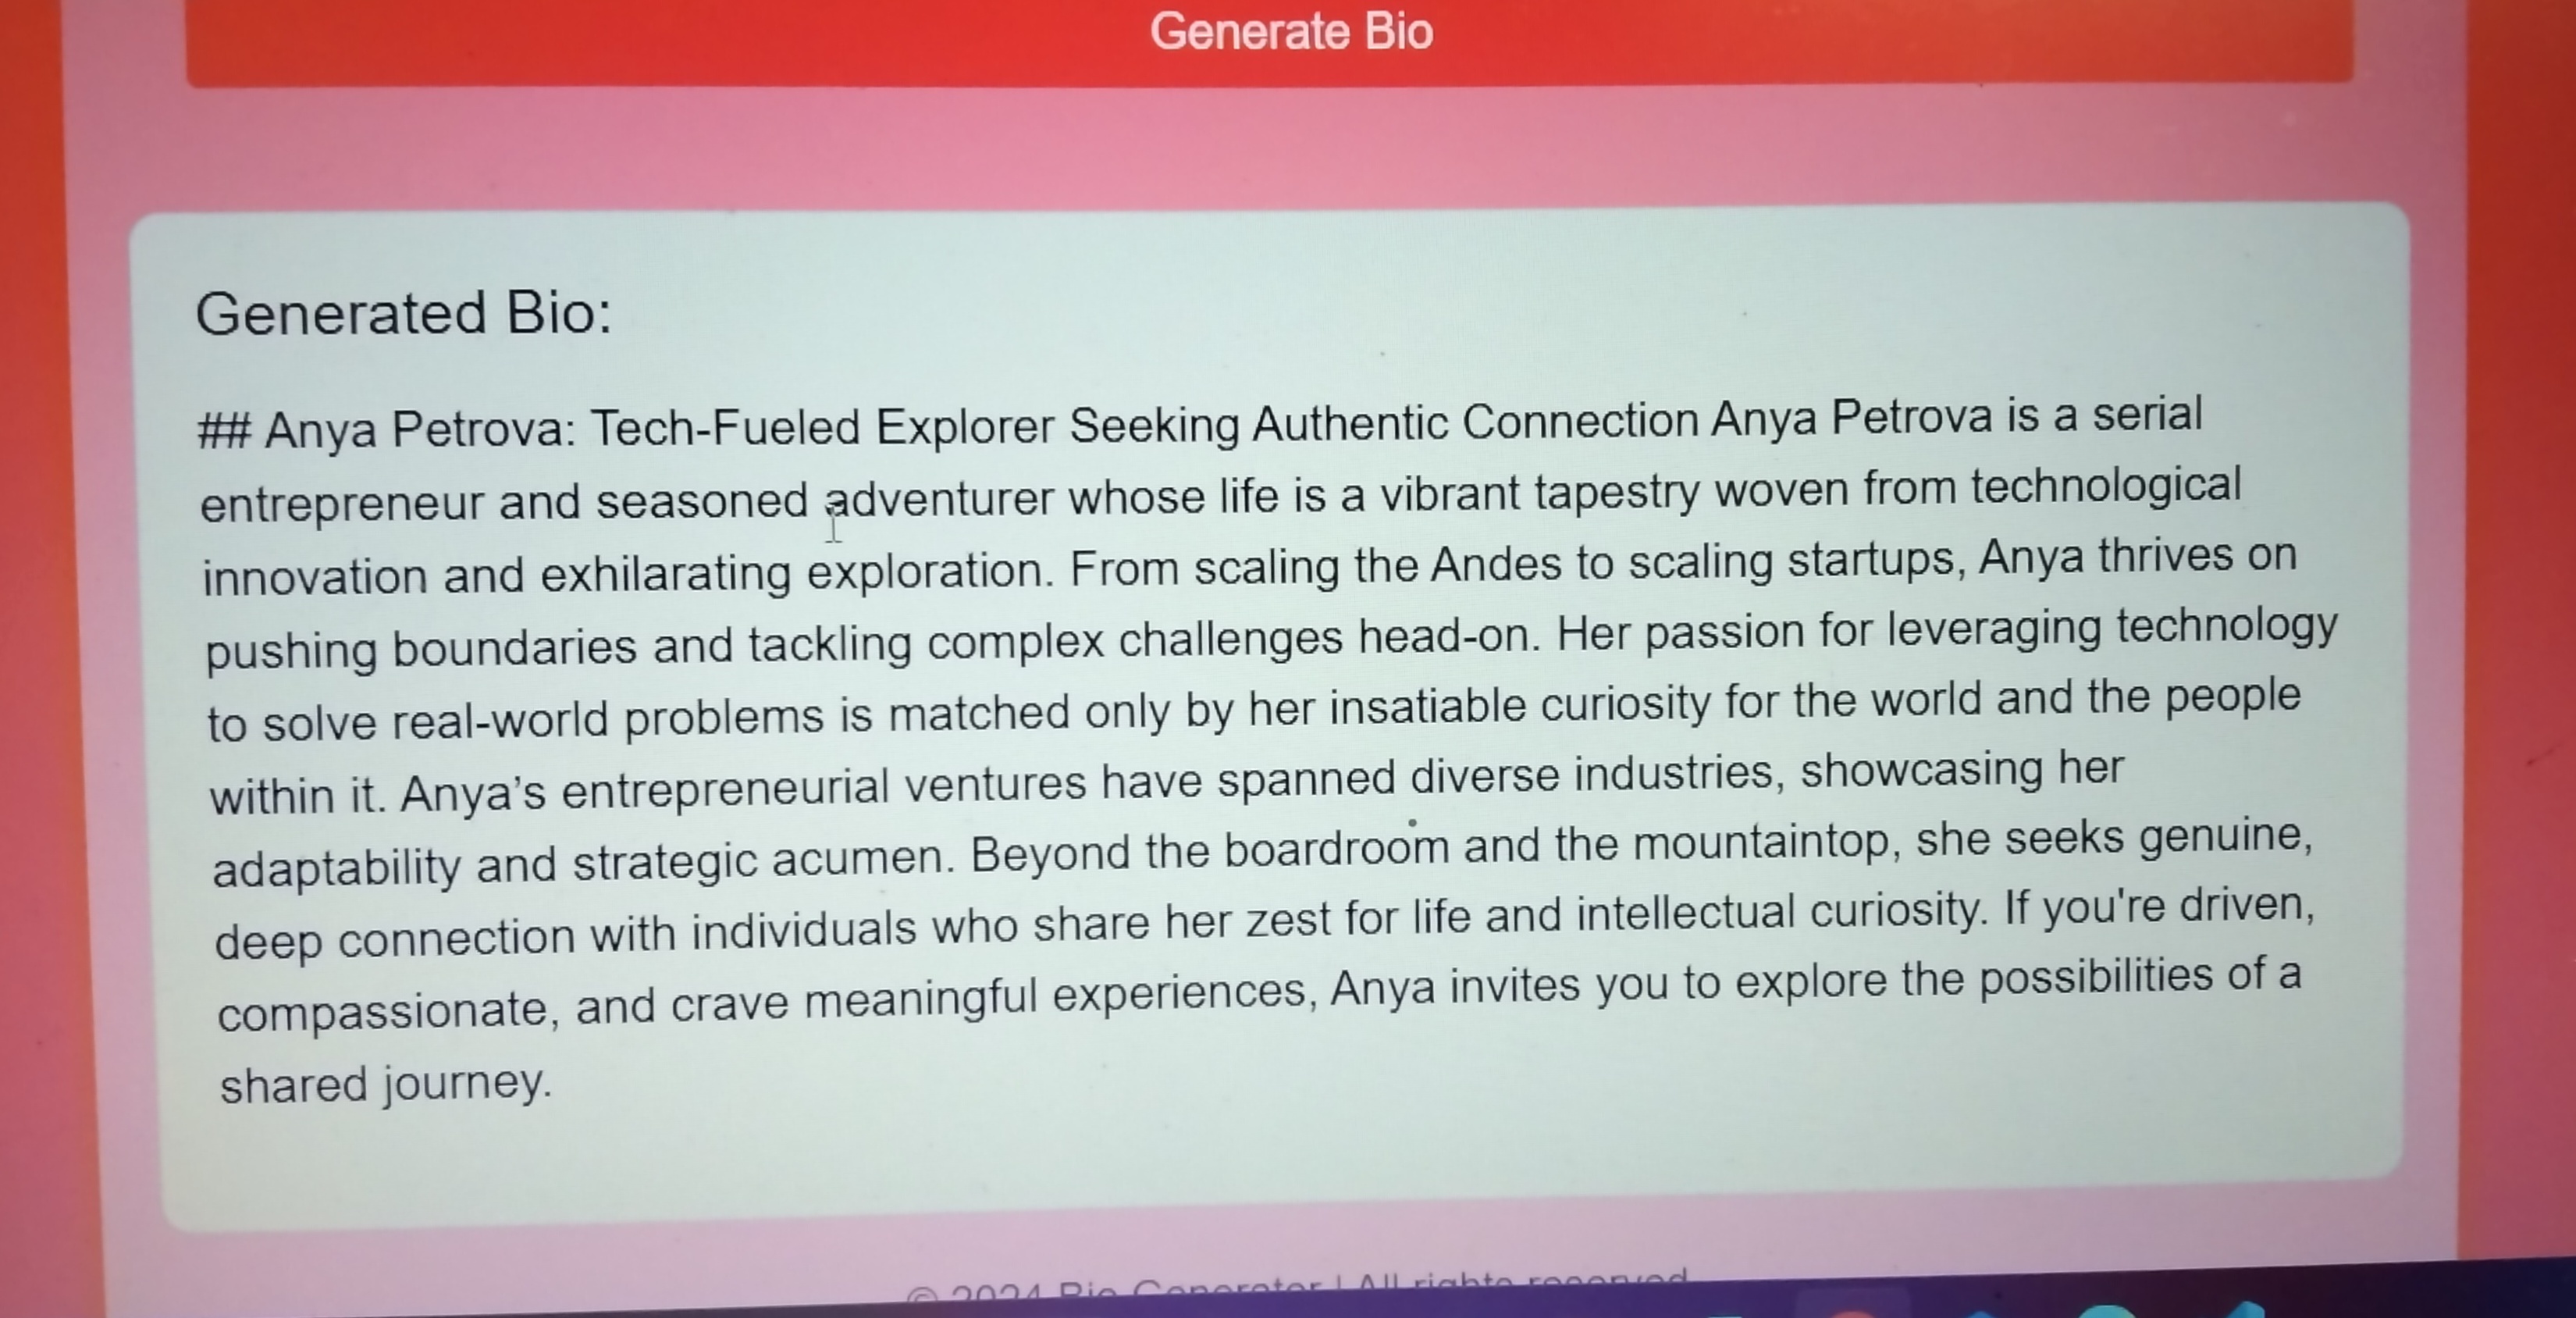 Generate Bio
Generated Bio:
## Anya Petrova: Tech-Fueled Explorer Seeking Authentic Connection Anya Petrova is a serial
entrepreneur and seasoned adventurer whose life is a vibrant tapestry woven from technological
innovation and exhilarating exploration. From scaling the Andes to scaling startups, Anya thrives on
pushing boundaries and tackling complex challenges head-on. Her passion for leveraging technology
to solve real-world problems is matched only by her insatiable curiosity for the world and the people
within it. Anya’s entrepreneurial ventures have spanned diverse industries, showcasing her
adaptability and strategic acumen. Beyond the boardroom and the mountaintop, she seeks genuine,
deep connection with individuals who share her zest for life and intellectual curiosity. If you're driven,
compassionate, and crave meaningful experiences, Anya invites you to explore the possibilities of a
shared journey.
© 2024 Bio Generator | All rights reserved